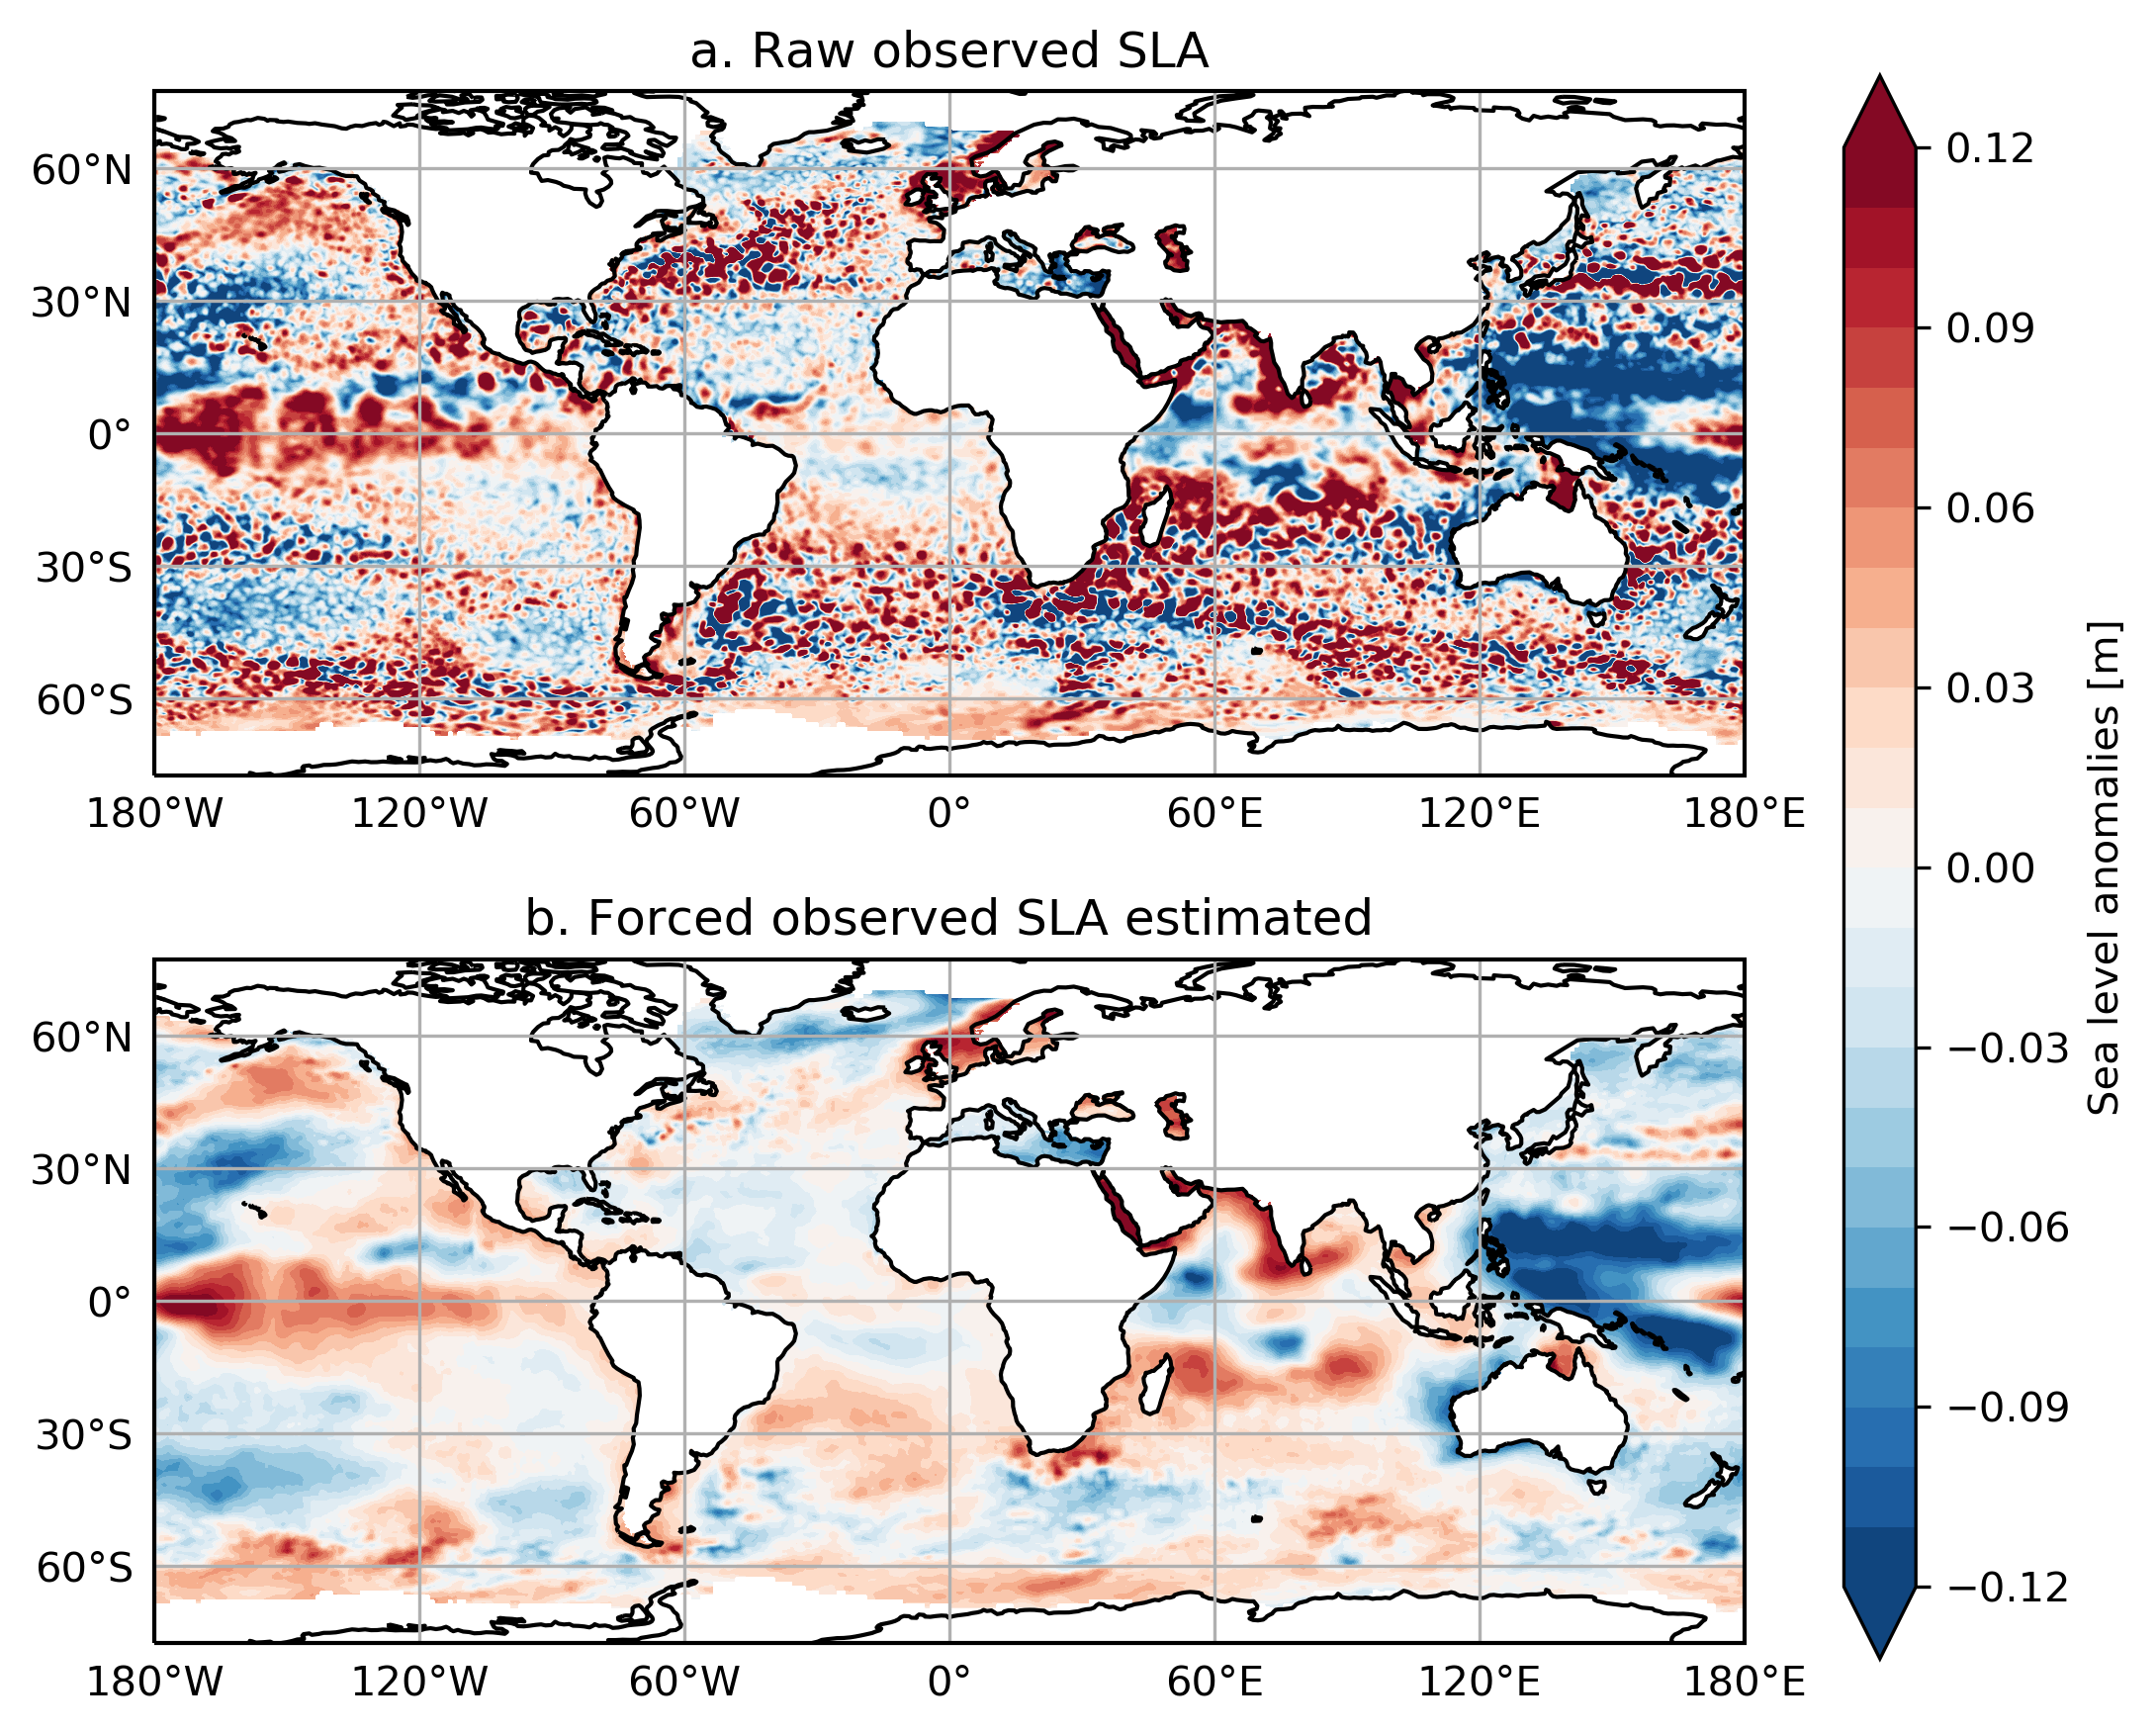 a. Raw observed SLA
60°N
30°N
0°
30°S
60°S
180°W 120°W 60°W 0° 60°E 120°E 180°E
b. Forced observed SLA estimated
60°N
30°N
0°
30°S
60°S
180°W 120°W 60°W 0° 60°E 120°E 180°E
0.12
0.09
0.06
0.03
0.00
−0.03
−0.06
−0.09
−0.12
Sea level anomalies [m]